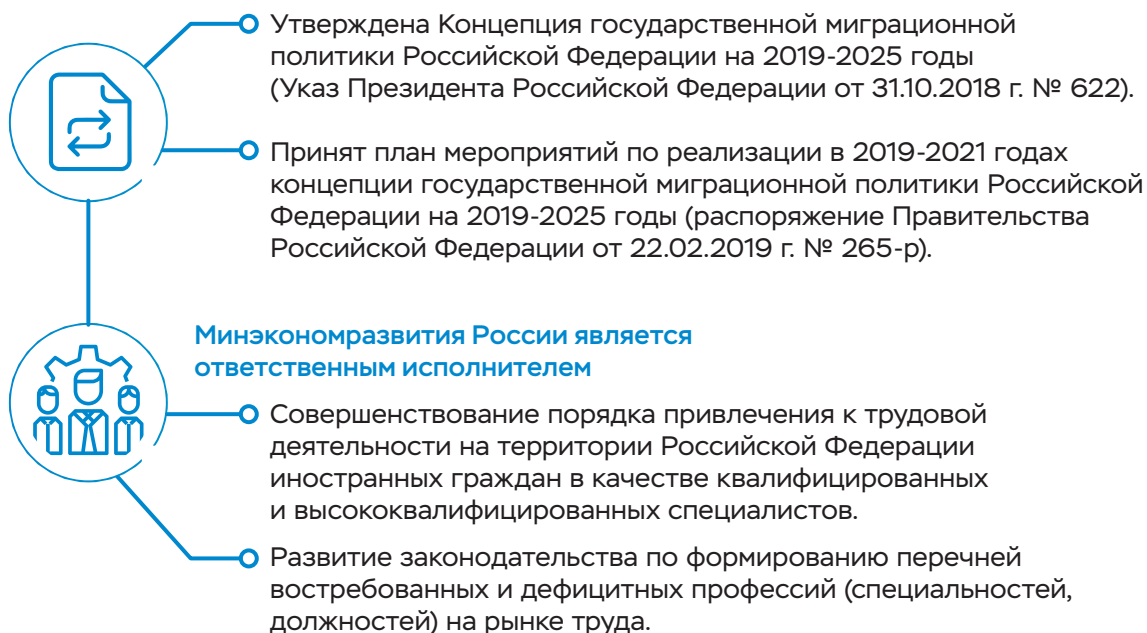 Утверждена Концепция государственной миграционной
политики Российской Федерации на 2019-2025 годы
(Указ Президента Российской Федерации от 31.10.2018 г. № 622).
Принят план мероприятий по реализации в 2019-2021 годах
концепции государственной миграционной политики Российской
Федерации на 2019-2025 годы (распоряжение Правительства
Российской Федерации от 22.02.2019 г. № 265-р).
Минэкономразвития России является
ответственным исполнителем
Совершенствование порядка привлечения к трудовой
деятельности на территории Российской Федерации
иностранных граждан в качестве квалифицированных
и высококвалифицированных специалистов.
Развитие законодательства по формированию перечней
востребованных и дефицитных профессий (специальностей,
должностей) на рынке труда.